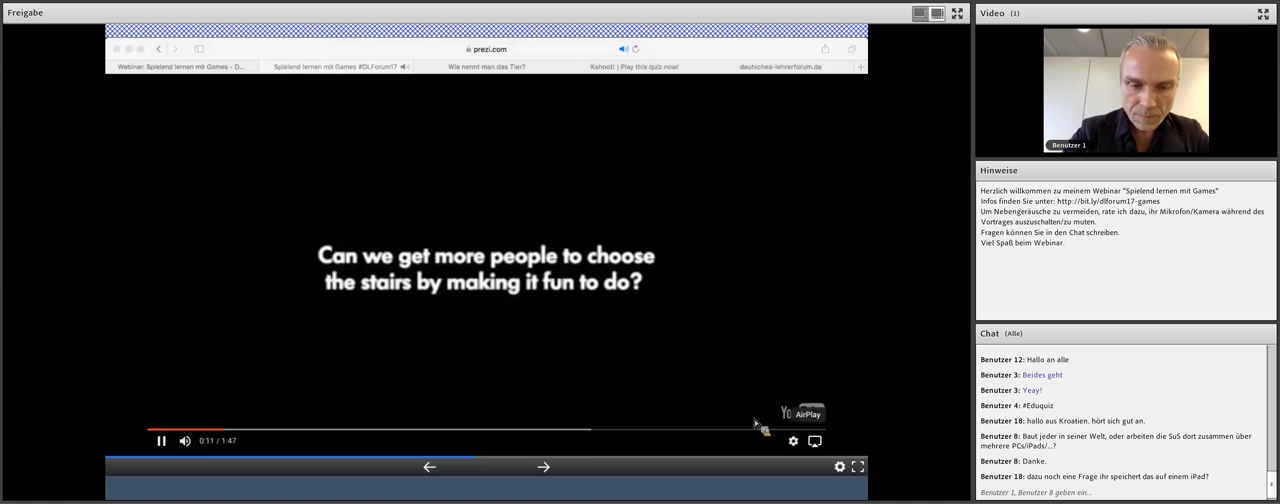 Freigabe
prezi.com
Webinar: Spielend lernen mit Games - D...
Spielend lernen mit Games #DLForum17
Wie nennt man das Tier?
Kahoot! | Play this quiz now!
deutsches-lehrerforum.de
Can we get more people to choose
the stairs by making it fun to do?
AirPlay
0:11 / 1:47
Video (1)
Benutzer 1
Hinweise
Herzlich willkommen zu meinem Webinar "Spielend lernen mit Games"
Infos finden Sie unter: http://bit.ly/dlforum17-games
Um Nebengeräusche zu vermeiden, rate ich dazu, ihr Mikrofon/Kamera während des
Vortrages auszuschalten/zu muten.
Fragen können Sie in den Chat schreiben.
Viel Spaß beim Webinar.
Chat (Alle)
Benutzer 12: Hallo an alle
Benutzer 3: Beides geht
Benutzer 3: Yeay!
Benutzer 4: #Eduquiz
Benutzer 18: hallo aus Kroatien. hört sich gut an.
Benutzer 8: Baut jeder in seiner Welt, oder arbeiten die SuS dort zusammen über
mehrere PCs/iPads/...?
Benutzer 8: Danke.
Benutzer 18: dazu noch eine Frage ihr speichert das auf einem iPad?
Benutzer 1, Benutzer 8 geben ein...